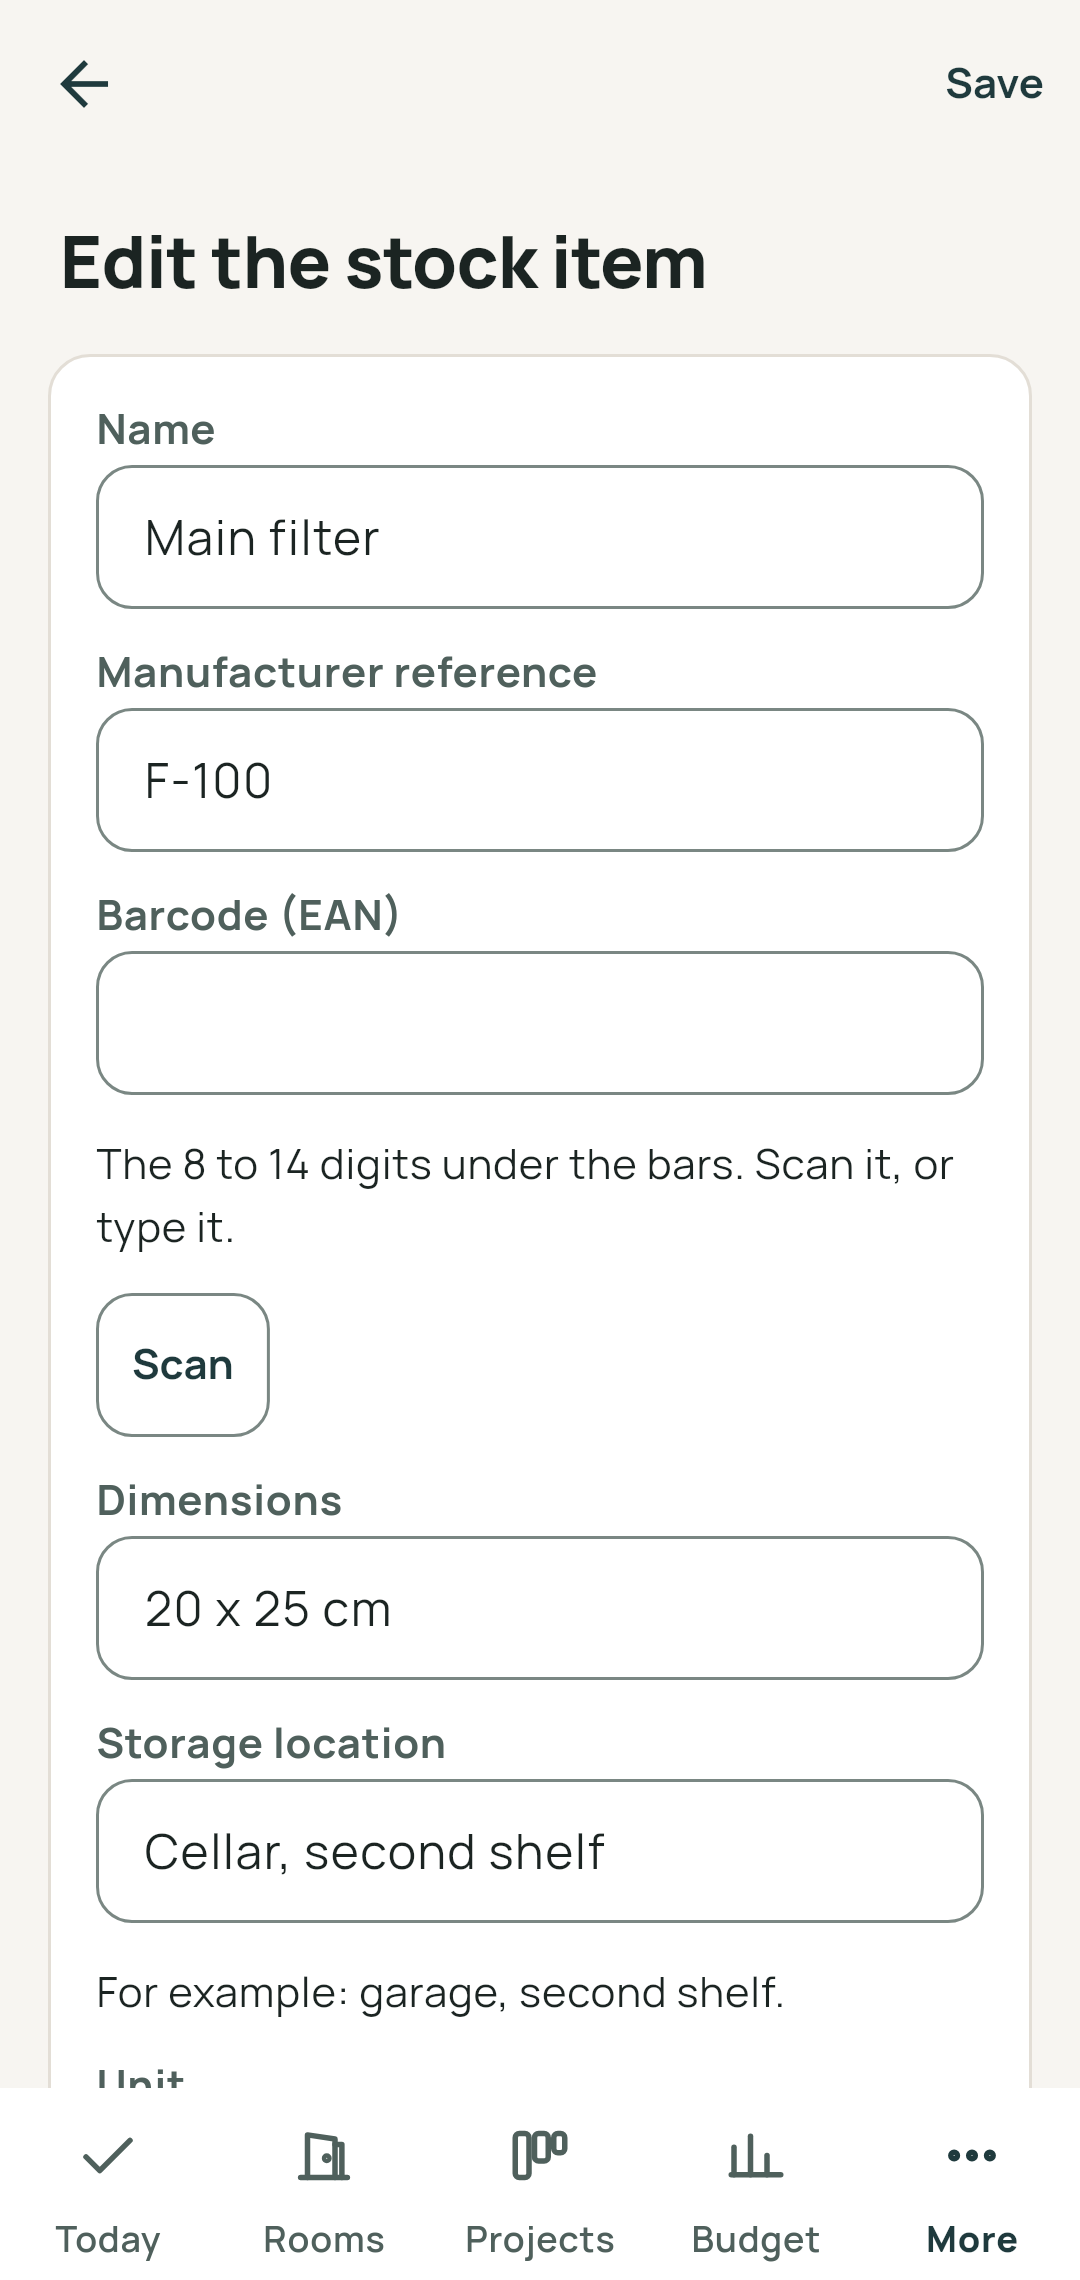 Save
Edit the stock item
Name
Main filter
Manufacturer reference
F-100
Barcode (EAN)
The 8 to 14 digits under the bars. Scan it, or
type it.
Scan
Dimensions
20 x 25 cm
Storage location
Cellar, second shelf
For example: garage, second shelf.
Unit
Today
Rooms
Projects
Budget
More